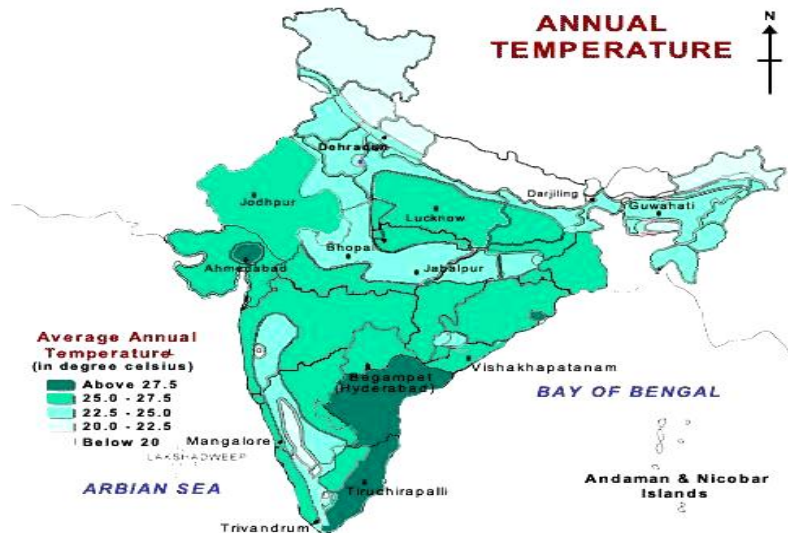 ANNUAL
TEMPERATURE
N
Dehradun
Jodhpur
Lucknow
Darjiling
Guwahati
Bhopal
Ahmedabad
Jabalpur
Average Annual
Temperature
(in degree celsius)
Above 27.5
25.0 - 27.5
22.5 - 25.0
20.0 - 22.5
Below 20
Begampet
(Hyderabad)
Vishakhapatanam
BAY OF BENGAL
Mangalore
LAKSHADWEEP
ARBIAN SEA
Tiruchirapalli
Andaman & Nicobar
Islands
Trivandrum